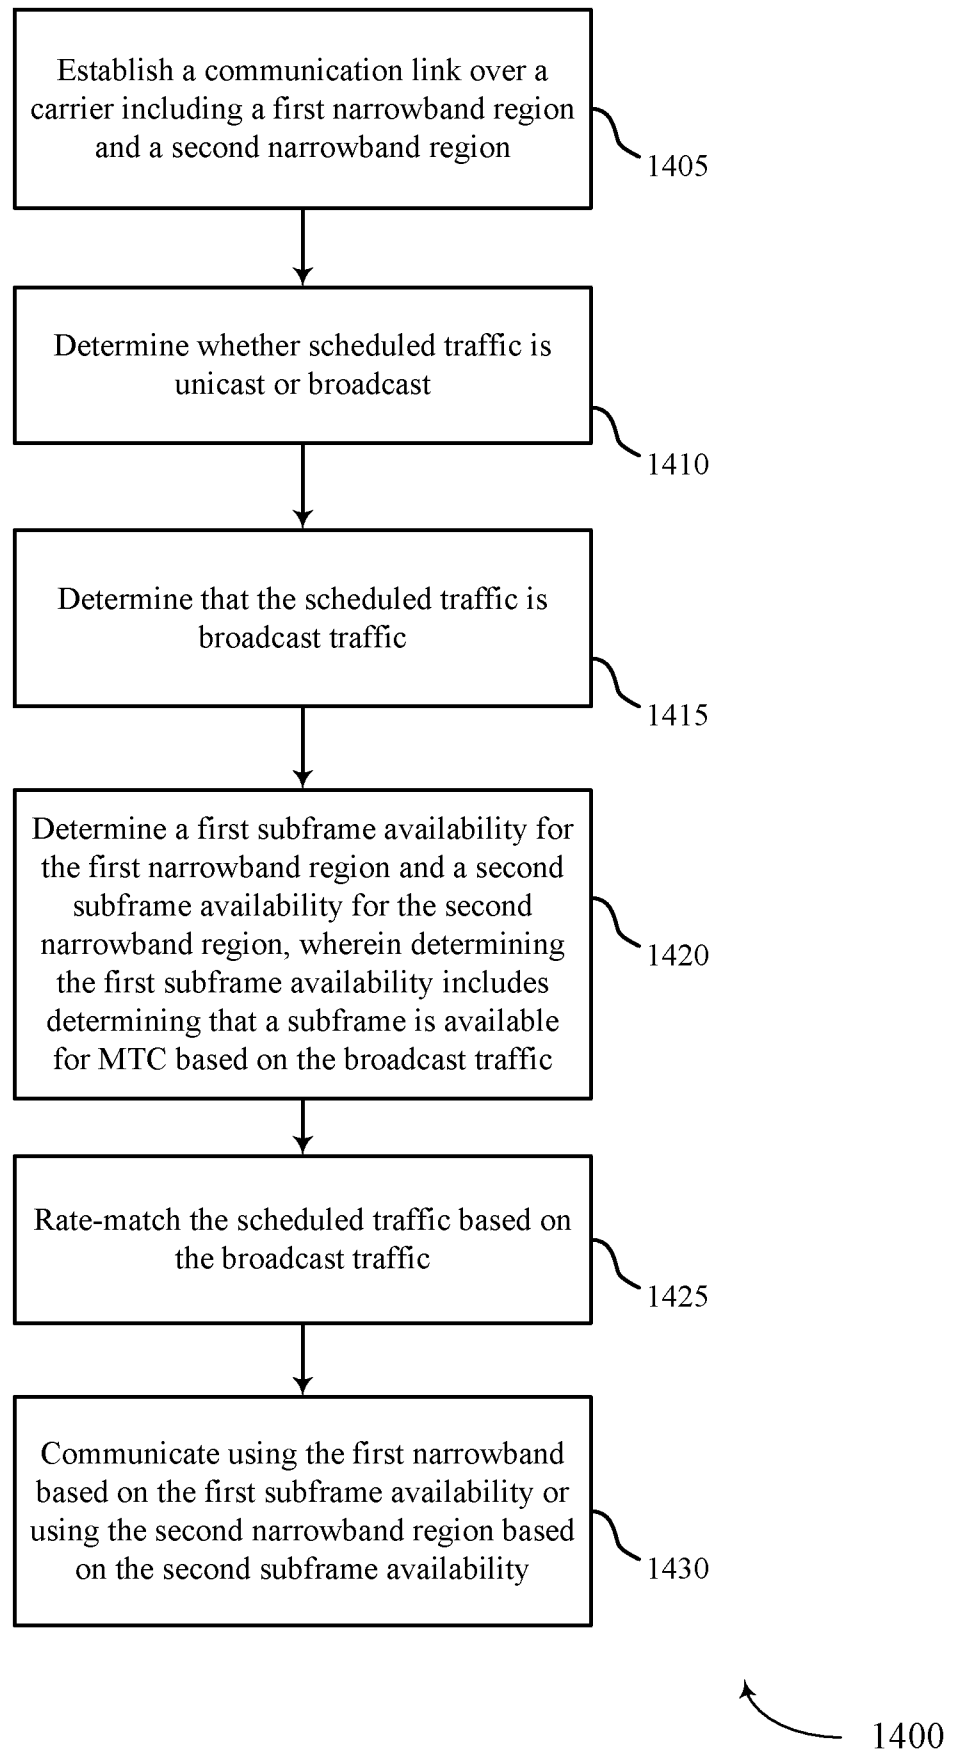 Establish a communication link over a
carrier including a first narrowband region
and a second narrowband region
1405
Determine whether scheduled traffic is
unicast or broadcast
1410
Determine that the scheduled traffic is
broadcast traffic
1415
Determine a first subframe availability for
the first narrowband region and a second
subframe availability for the second
narrowband region, wherein determining
the first subframe availability includes
determining that a subframe is available
for MTC based on the broadcast traffic
1420
Rate-match the scheduled traffic based on
the broadcast traffic
1425
Communicate using the first narrowband
based on the first subframe availability or
using the second narrowband region based
on the second subframe availability
1430
1400